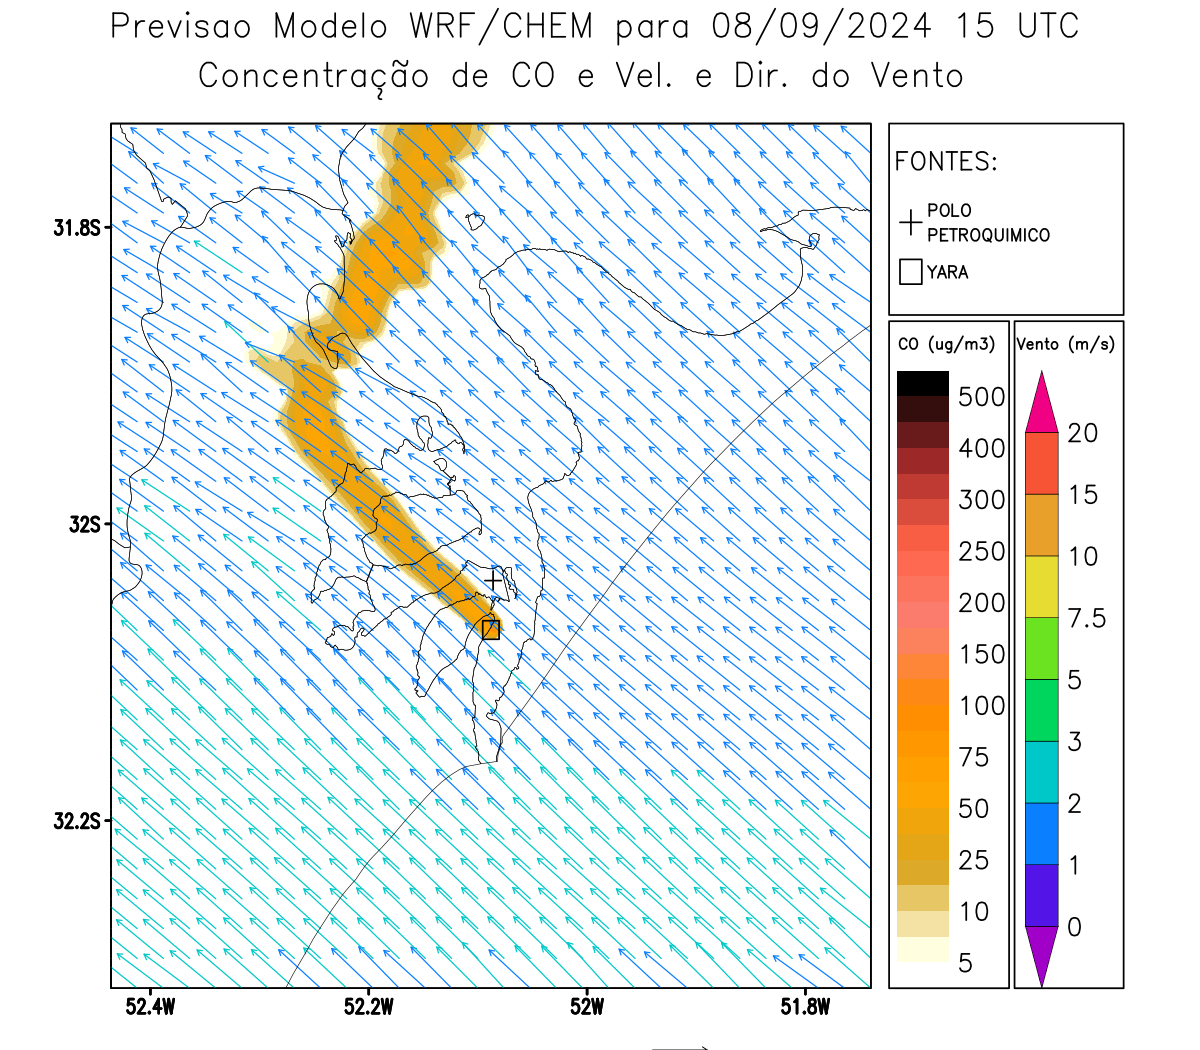 Previsao Modelo WRF/CHEM para 08/09/2024 15 UTC
Concentração de CO e Vel. e Dir. do Vento
FONTES:
POLO
PETROQUIMICO
YARA
CO (ug/m3)
500
400
300
250
200
150
100
75
50
25
10
5
Vento (m/s)
20
15
10
7.5
5
3
2
1
0
31.8S
32S
32.2S
52.4W
52.2W
52W
51.8W